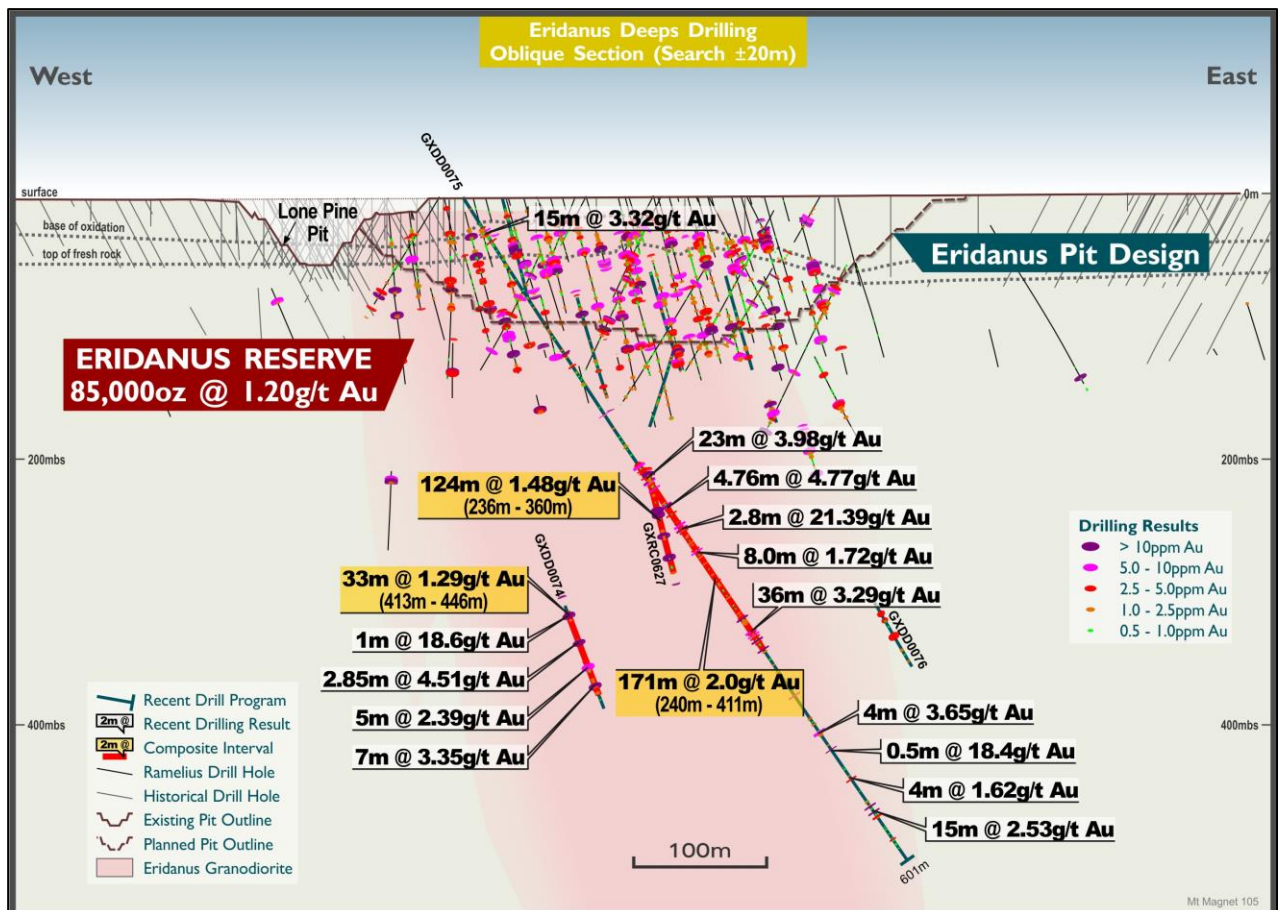 Eridanus Deeps Drilling
Oblique Section (Search ±20m)
West
East
GXDD0075
surface
0m
Lone Pine
Pit
15m @ 3.32g/t Au
base of oxidation
top of fresh rock
Eridanus Pit Design
ERIDANUS RESERVE
85,000oz @ 1.20g/t Au
200mbs
200mbs
23m @ 3.98g/t Au
124m @ 1.48g/t Au
(236m - 360m)
4.76m @ 4.77g/t Au
2.8m @ 21.39g/t Au
GXRC0627
8.0m @ 1.72g/t Au
GXDD0074
33m @ 1.29g/t Au
(413m - 446m)
36m @ 3.29g/t Au
GXDD0076
1m @ 18.6g/t Au
2.85m @ 4.51g/t Au
171m @ 2.0g/t Au
(240m - 411m)
5m @ 2.39g/t Au
7m @ 3.35g/t Au
400mbs
400mbs
4m @ 3.65g/t Au
0.5m @ 18.4g/t Au
4m @ 1.62g/t Au
15m @ 2.53g/t Au
601m
100m
Drilling Results
> 10ppm Au
5.0 - 10ppm Au
2.5 - 5.0ppm Au
1.0 - 2.5ppm Au
0.5 - 1.0ppm Au
Recent Drill Program
2m @ Recent Drilling Result
2m @ Composite Interval
Ramelius Drill Hole
Historical Drill Hole
Existing Pit Outline
Planned Pit Outline
Eridanus Granodiorite
Mt Magnet 105